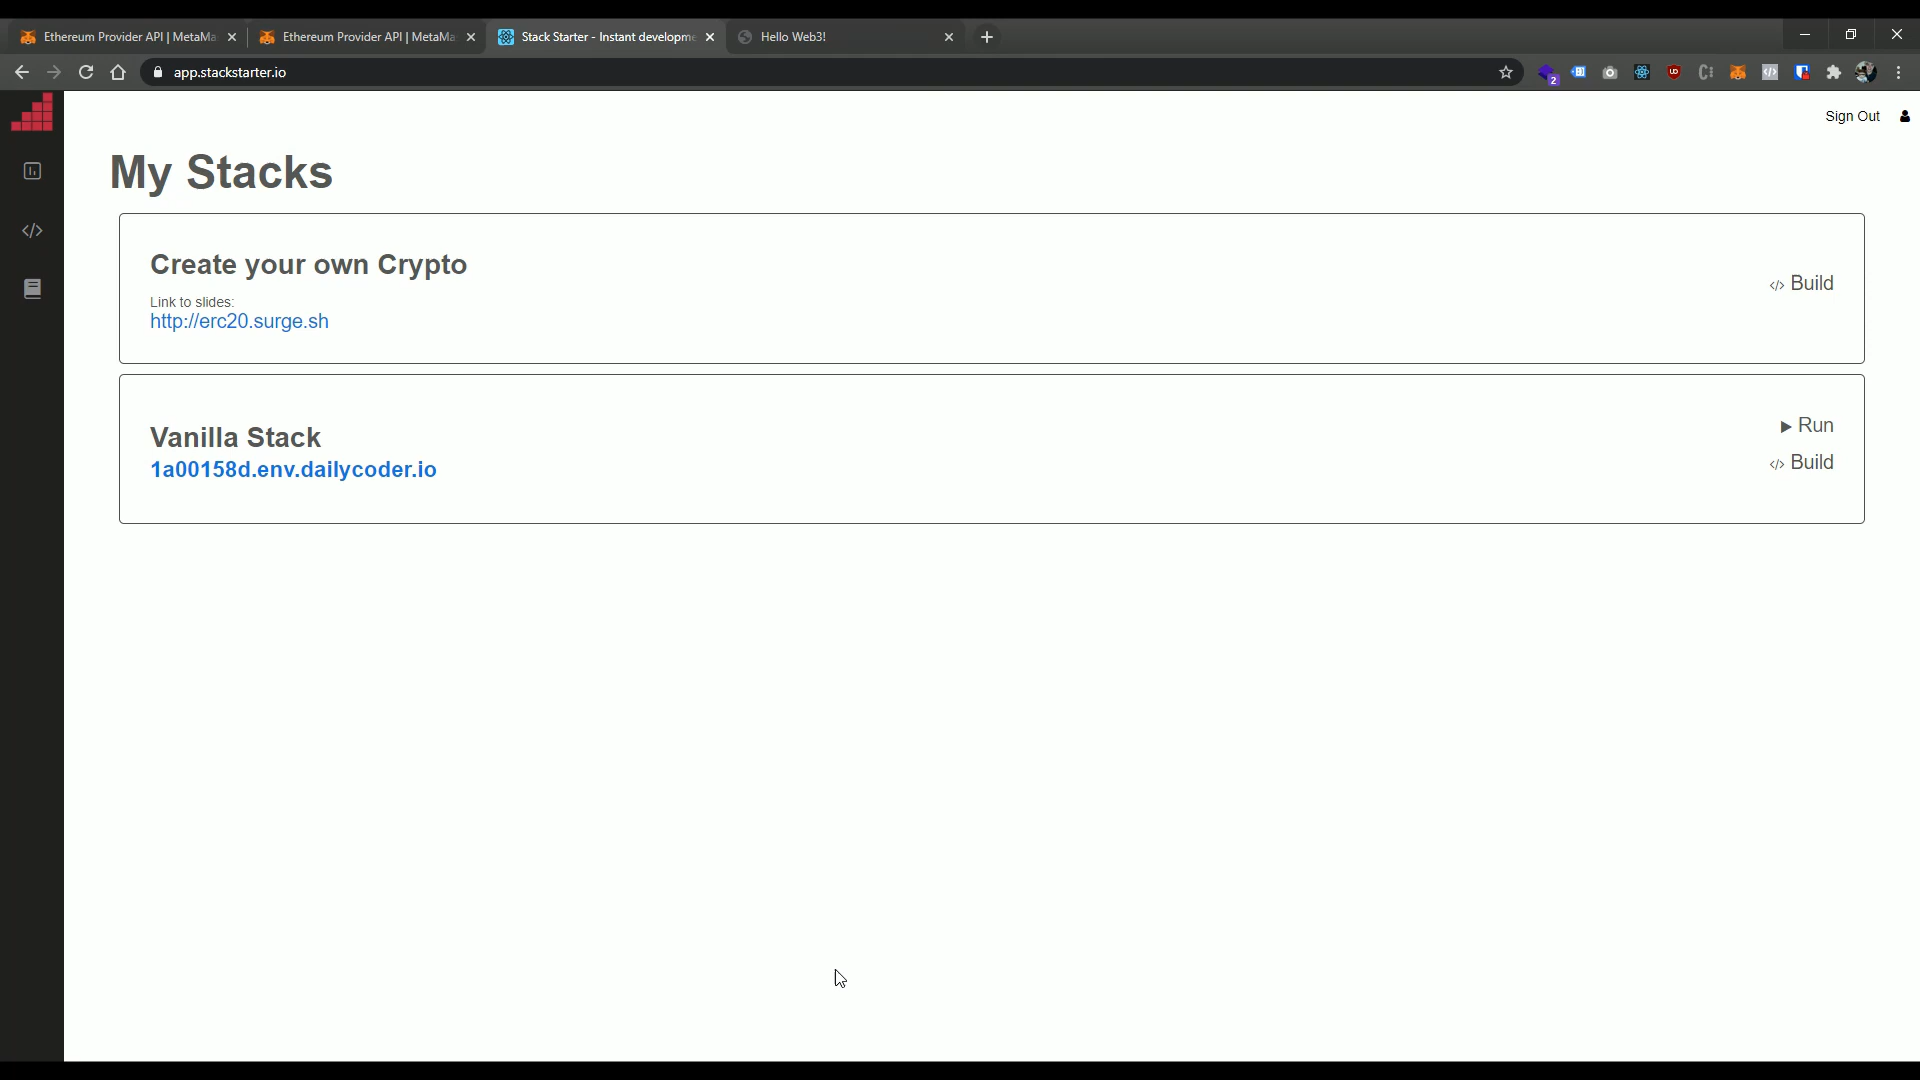 Ethereum Provider API | MetaMa
Ethereum Provider API | MetaMa
Stack Starter - Instant developme
Hello Web3!
app.stackstarter.io
2
Sign Out
My Stacks
Create your own Crypto
Link to slides:
http://erc20.surge.sh
</> Build
Vanilla Stack
1a00158d.env.dailycoder.io
Run
</> Build